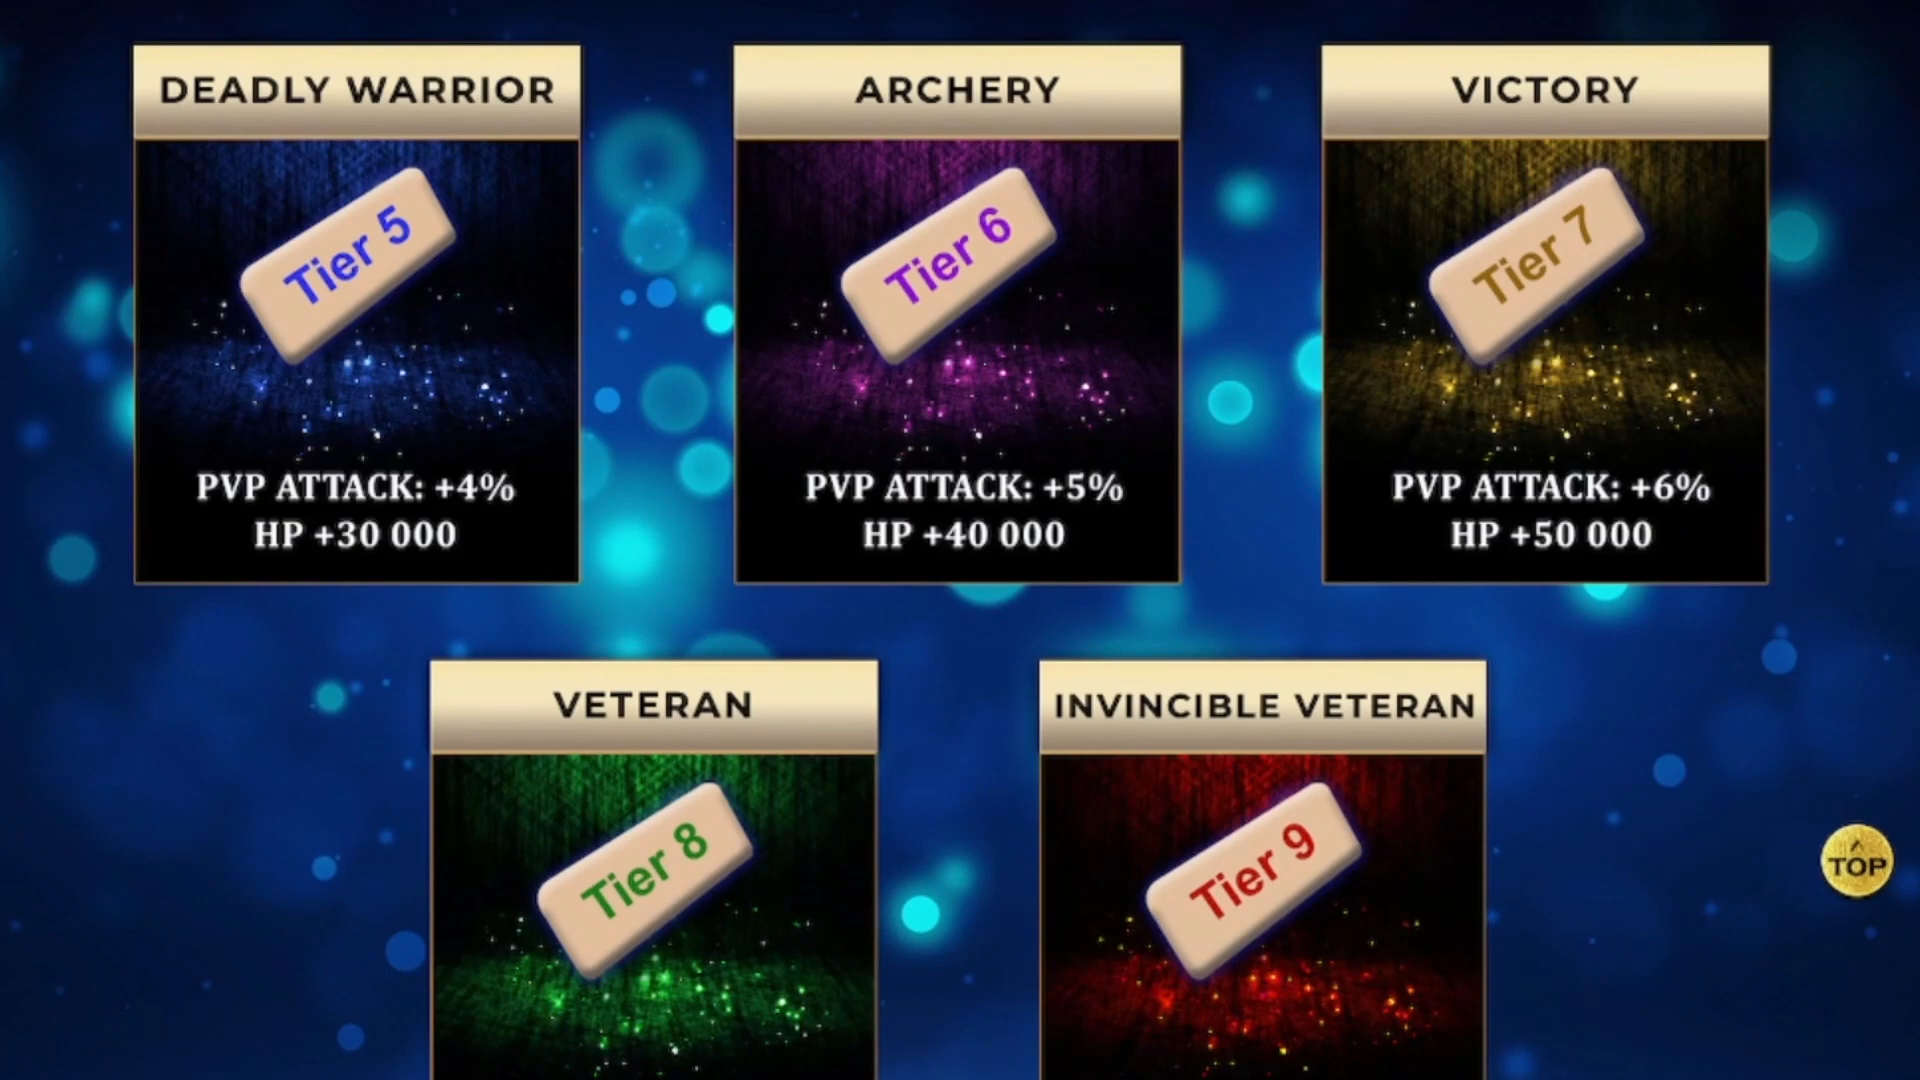 DEADLY WARRIOR
Tier 5
PVP ATTACK: +4%
HP +30 000
ARCHERY
Tier 6
PVP ATTACK: +5%
HP +40 000
VICTORY
Tier 7
PVP ATTACK: +6%
HP +50 000
VETERAN
Tier 8
INVINCIBLE VETERAN
Tier 9
TOP